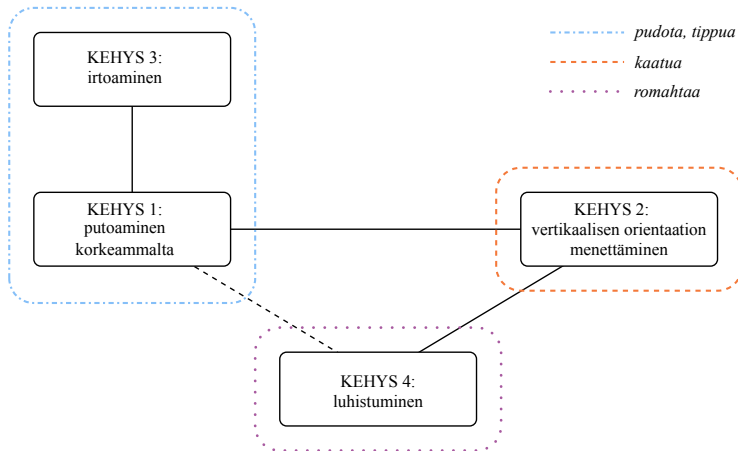 KEHYS 3:
irtoaminen
pudota, tippua
kaatua
romahtaa
KEHYS 1:
putoaminen
korkeammalta
KEHYS 2:
vertikaalisen orientaation
menettäminen
KEHYS 4:
luhistuminen